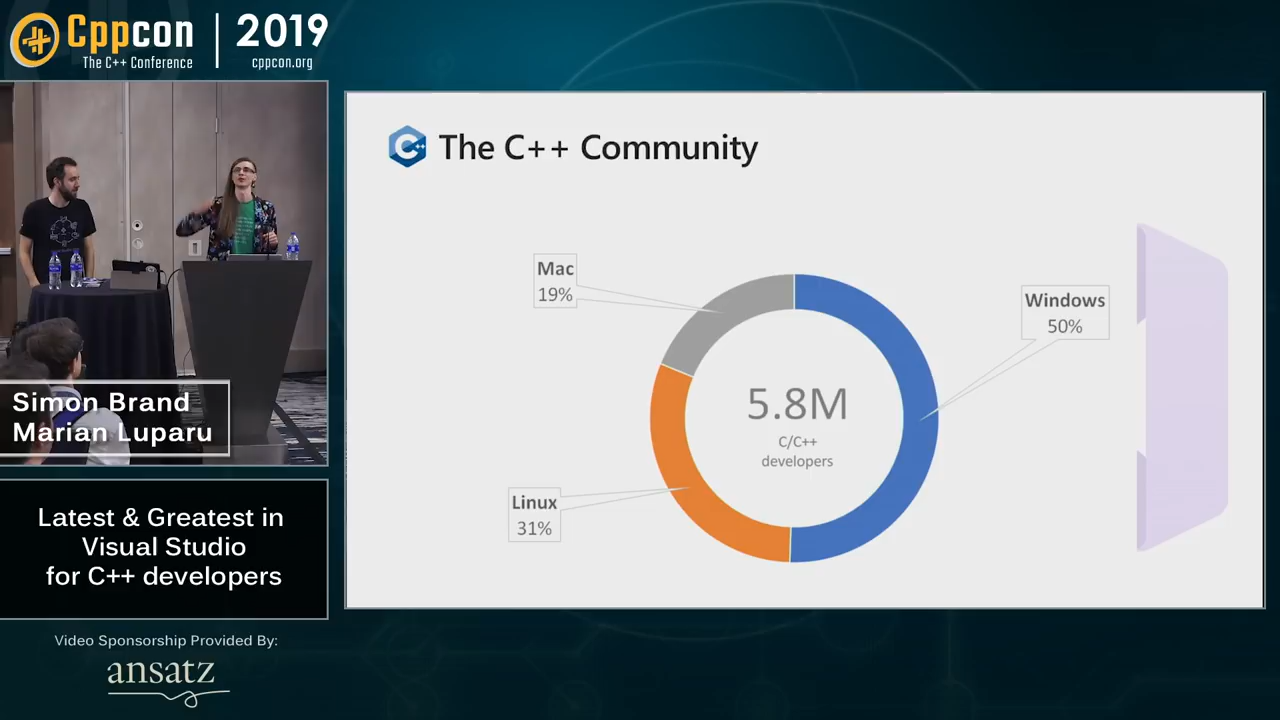 Cppcon
The C++ Conference
2019
cppcon.org
The C++ Community
Mac
19%
Windows
50%
5.8M
C/C++
developers
Linux
31%
Simon Brand
Marian Luparu
Latest & Greatest in
Visual Studio
for C++ developers
Video Sponsorship Provided By:
ansatz